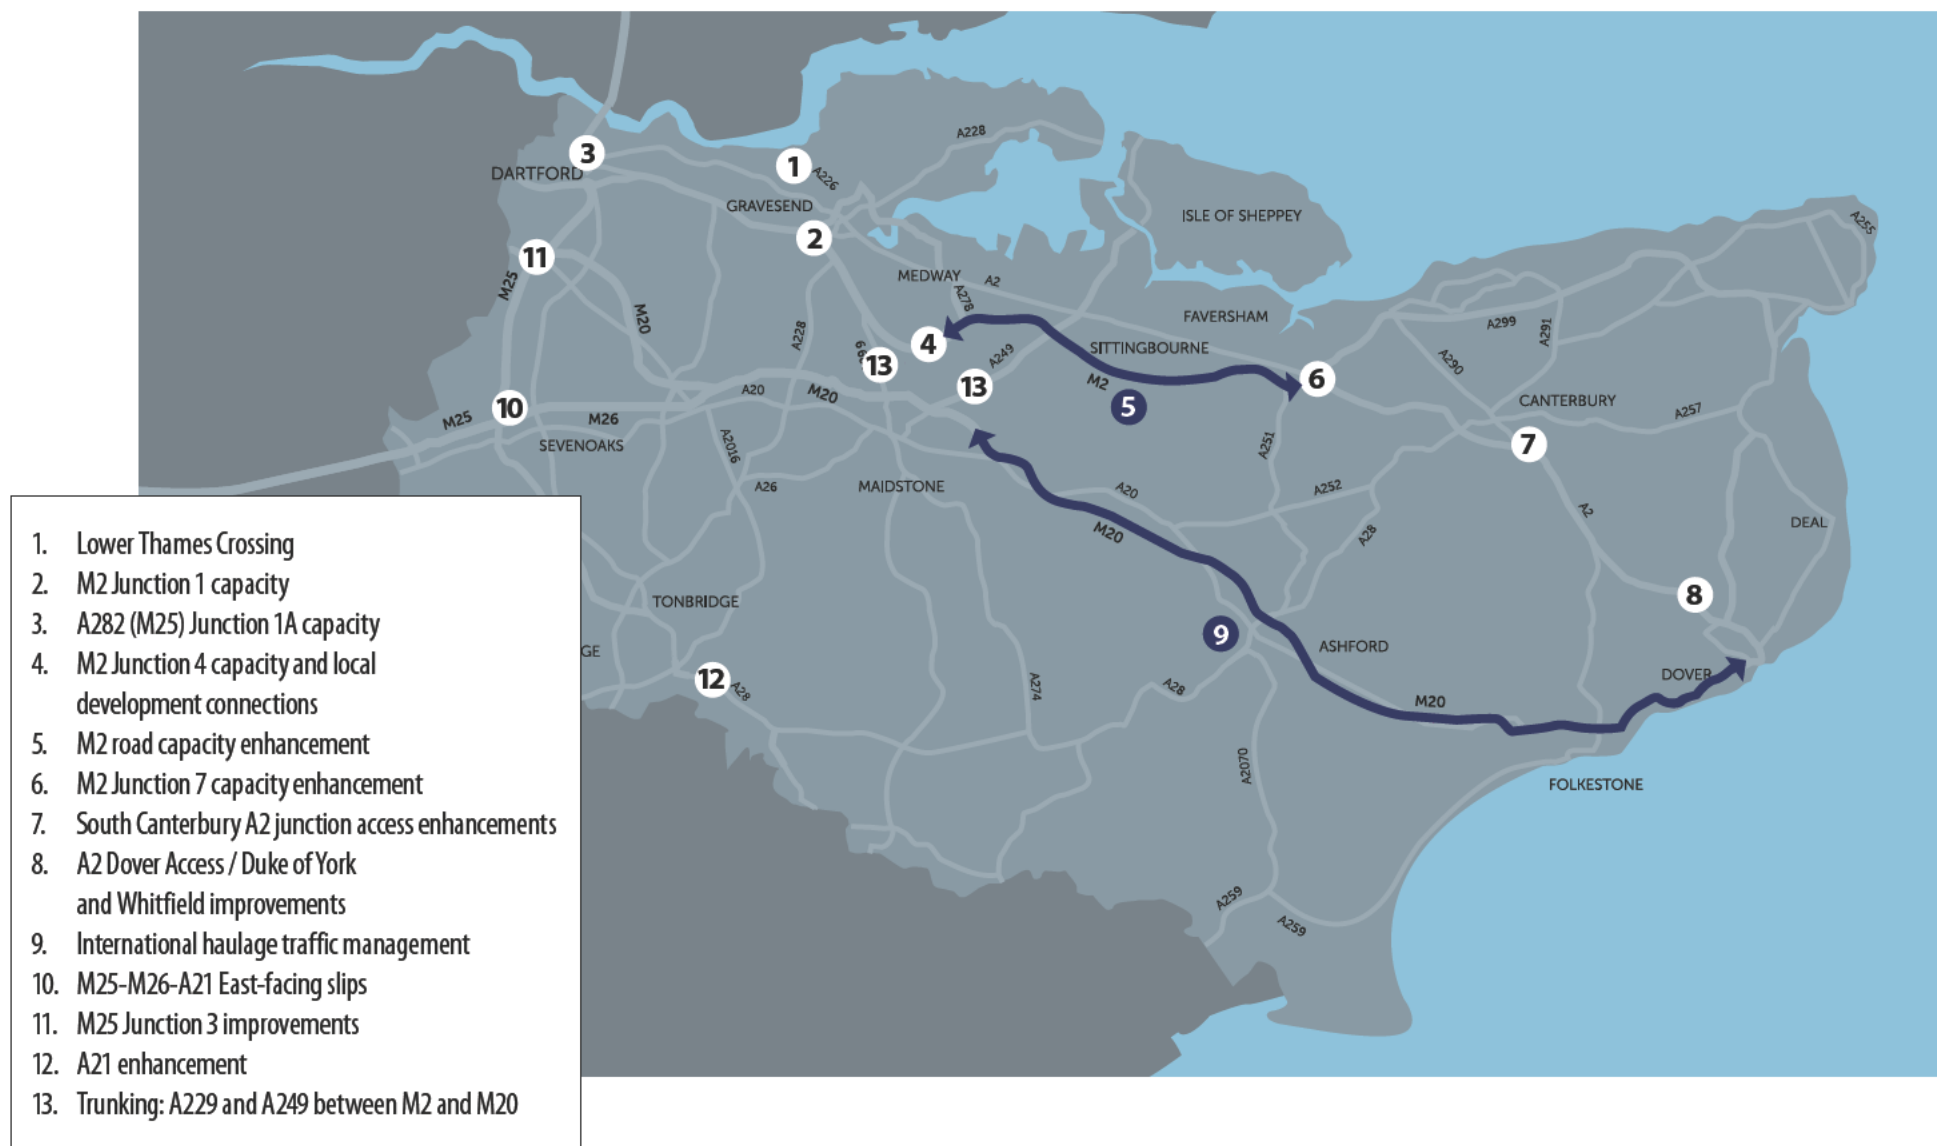 A228
3
1
A226
DARTFORD
GRAVESEND
ISLE OF SHEPPEY
A255
2
11
MEDWAY
A2
A278
M25
M20
A228
FAVERSHAM
A299
A291
4
SITTINGBOURNE
A249
13
13
M2
5
6
A290
A20
M20
CANTERBURY
A257
10
M25
M26
SEVENOAKS
A2016
A251
7
A26
MAIDSTONE
A20
A252
M20
A28
A2
DEAL
8
TONBRIDGE
9
GE
ASHFORD
12
A28
A274
A28
DOVER
M20
A2070
FOLKESTONE
A259
A259
1. Lower Thames Crossing
2. M2 Junction 1 capacity
3. A282 (M25) Junction 1A capacity
4. M2 Junction 4 capacity and local
development connections
5. M2 road capacity enhancement
6. M2 Junction 7 capacity enhancement
7. South Canterbury A2 junction access enhancements
8. A2 Dover Access / Duke of York
and Whitfield improvements
9. International haulage traffic management
10. M25-M26-A21 East-facing slips
11. M25 Junction 3 improvements
12. A21 enhancement
13. Trunking: A229 and A249 between M2 and M20